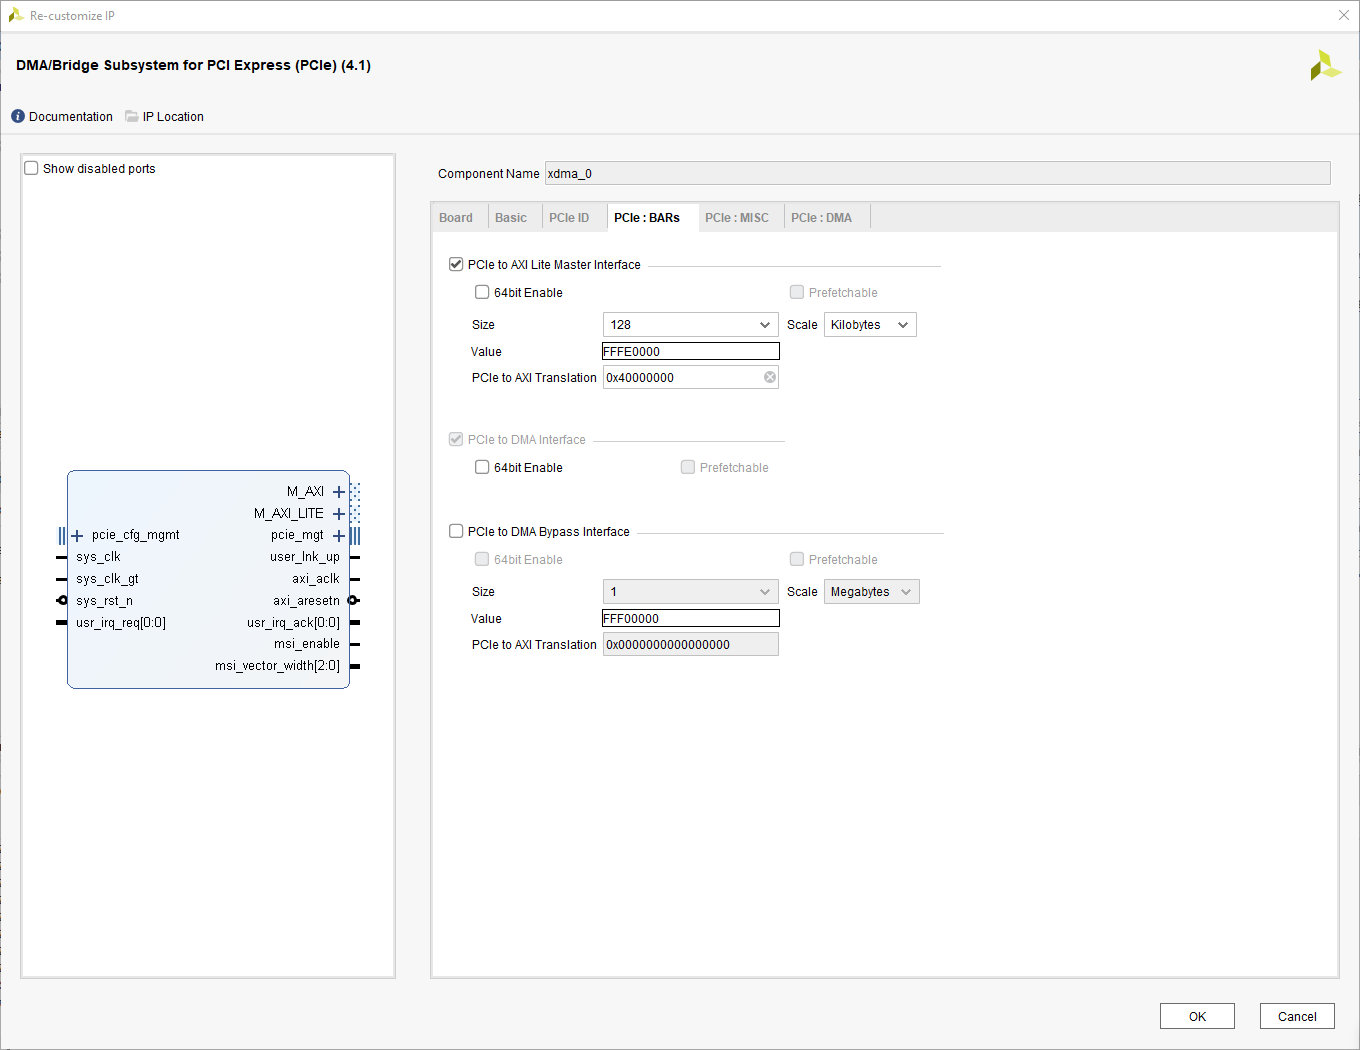 Re-customize IP
DMA/Bridge Subsystem for PCI Express (PCIe) (4.1)
Documentation IP Location
Show disabled ports
M_AXI
M_AXI_LITE
pcie_cfg_mgmt pcie_mgt
sys_clk user_lnk_up
sys_clk_gt axi_aclk
sys_rst_n axi_aresetn
usr_irq_req[0:0] usr_irq_ack[0:0]
msi_enable
msi_vector_width[2:0]
Component Name xdma_0
Board Basic PCIe ID PCIe : BARs PCIe : MISC PCIe : DMA
PCIe to AXI Lite Master Interface
64bit Enable Prefetchable
Size 128 Scale Kilobytes
Value FFFE0000
PCIe to AXI Translation 0x40000000
PCIe to DMA Interface
64bit Enable Prefetchable
PCIe to DMA Bypass Interface
64bit Enable Prefetchable
Size 1 Scale Megabytes
Value FFF00000
PCIe to AXI Translation 0x0000000000000000
OK Cancel